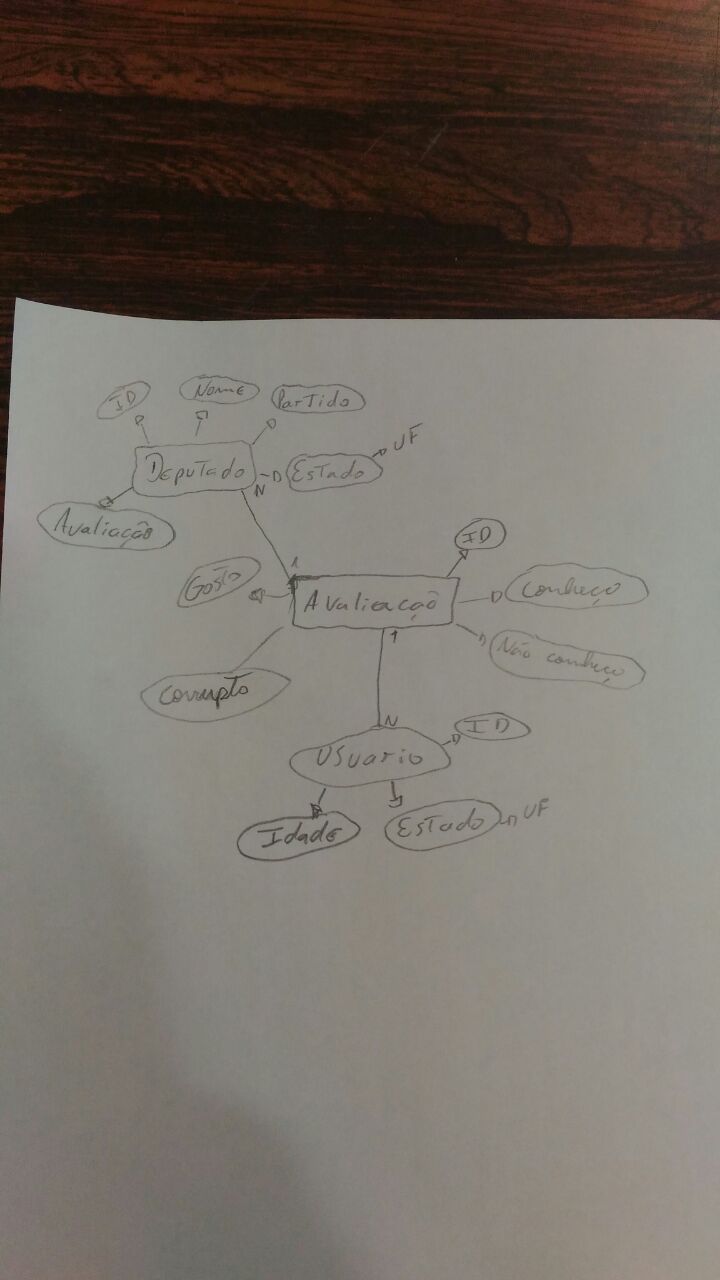 ID
Nome
Partido
Deputado
Estado
UF
N
Avaliação
1
ID
Gosto
Avaliação
Conheço
1
Não conheço
Corrupto
N
ID
Usuario
Idade
Estado
UF